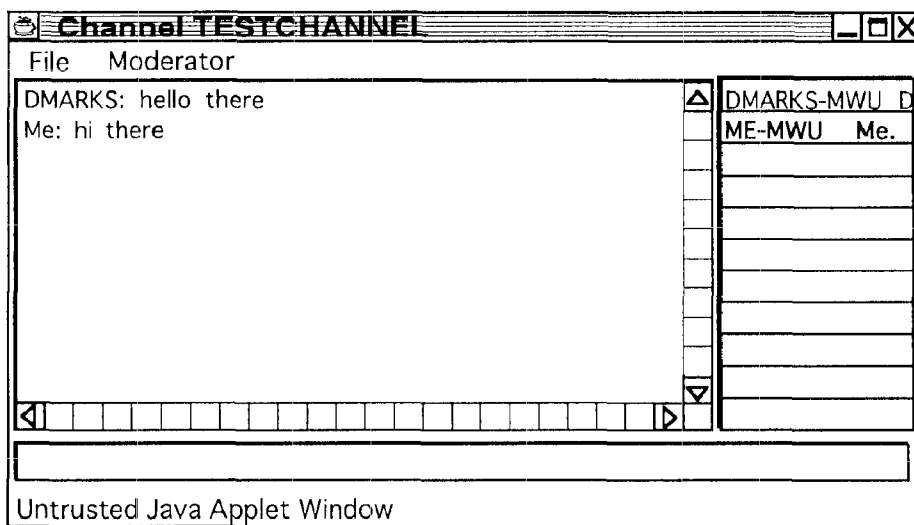 Channel TESTCHANNEL
File Moderator
DMARKS: hello there
Me: hi there
DMARKS-MWU D
ME-MWU Me.
Untrusted Java Applet Window